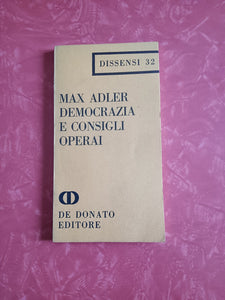 DISSENSI 32
MAX ADLER
DEMOCRAZIA
E CONSIGLI
OPERAI
DE DONATO
EDITORE